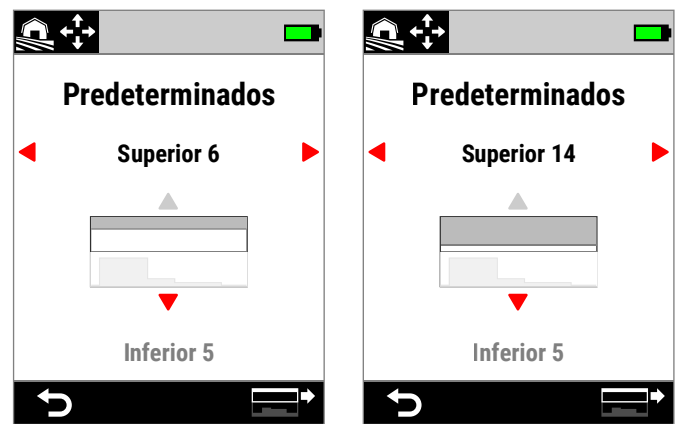 Predeterminados
Superior 6
Inferior 5
Predeterminados
Superior 14
Inferior 5